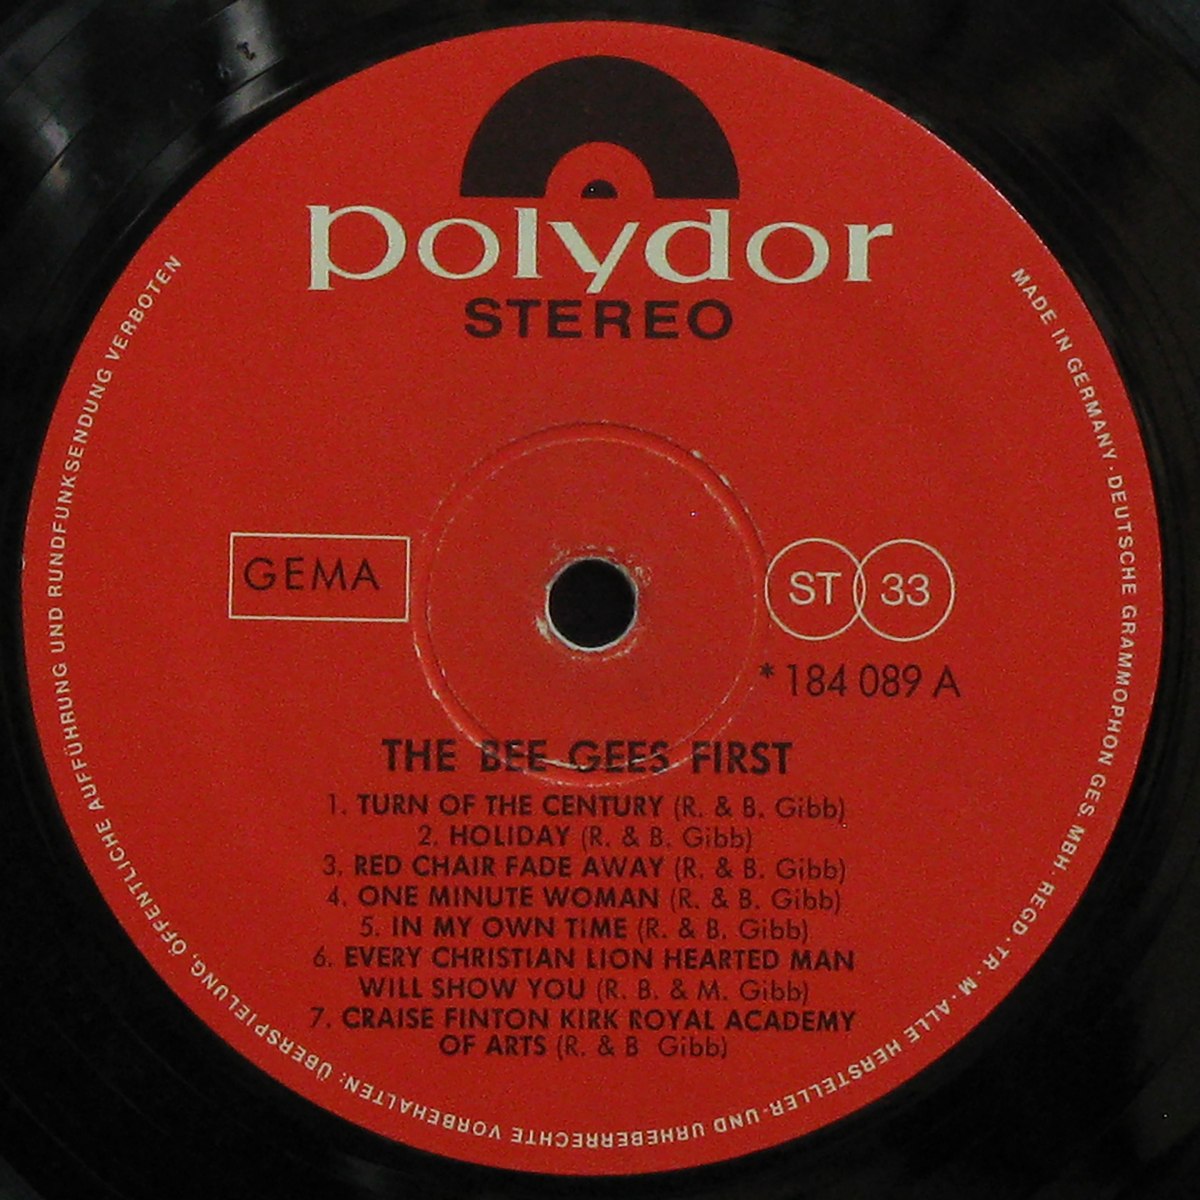 polydor
STEREO
GEMA
ST 33
*184 089 A
THE BEE GEES FIRST
1. TURN OF THE CENTURY (R. & B. Gibb)
2. HOLIDAY (R. & B. Gibb)
3. RED CHAIR FADE AWAY (R. & B. Gibb)
4. ONE MINUTE WOMAN (R. & B. Gibb)
5. IN MY OWN TIME (R. & B. Gibb)
6. EVERY CHRISTIAN LION HEARTED MAN
WILL SHOW YOU (R. B. & M. Gibb)
7. CRAISE FINTON KIRK ROYAL ACADEMY
OF ARTS (R. & B Gibb)
MADE IN GERMANY · DEUTSCHE GRAMMOPHON GES. MBH · REGD. TR. M. · ALLE HERSTELLER- UND URHEBERRECHTE VORBEHALTEN: ÜBERSPIELUNG, ÖFFENTLICHE AUFFÜHRUNG UND RUNDFUNKSENDUNG VERBOTEN